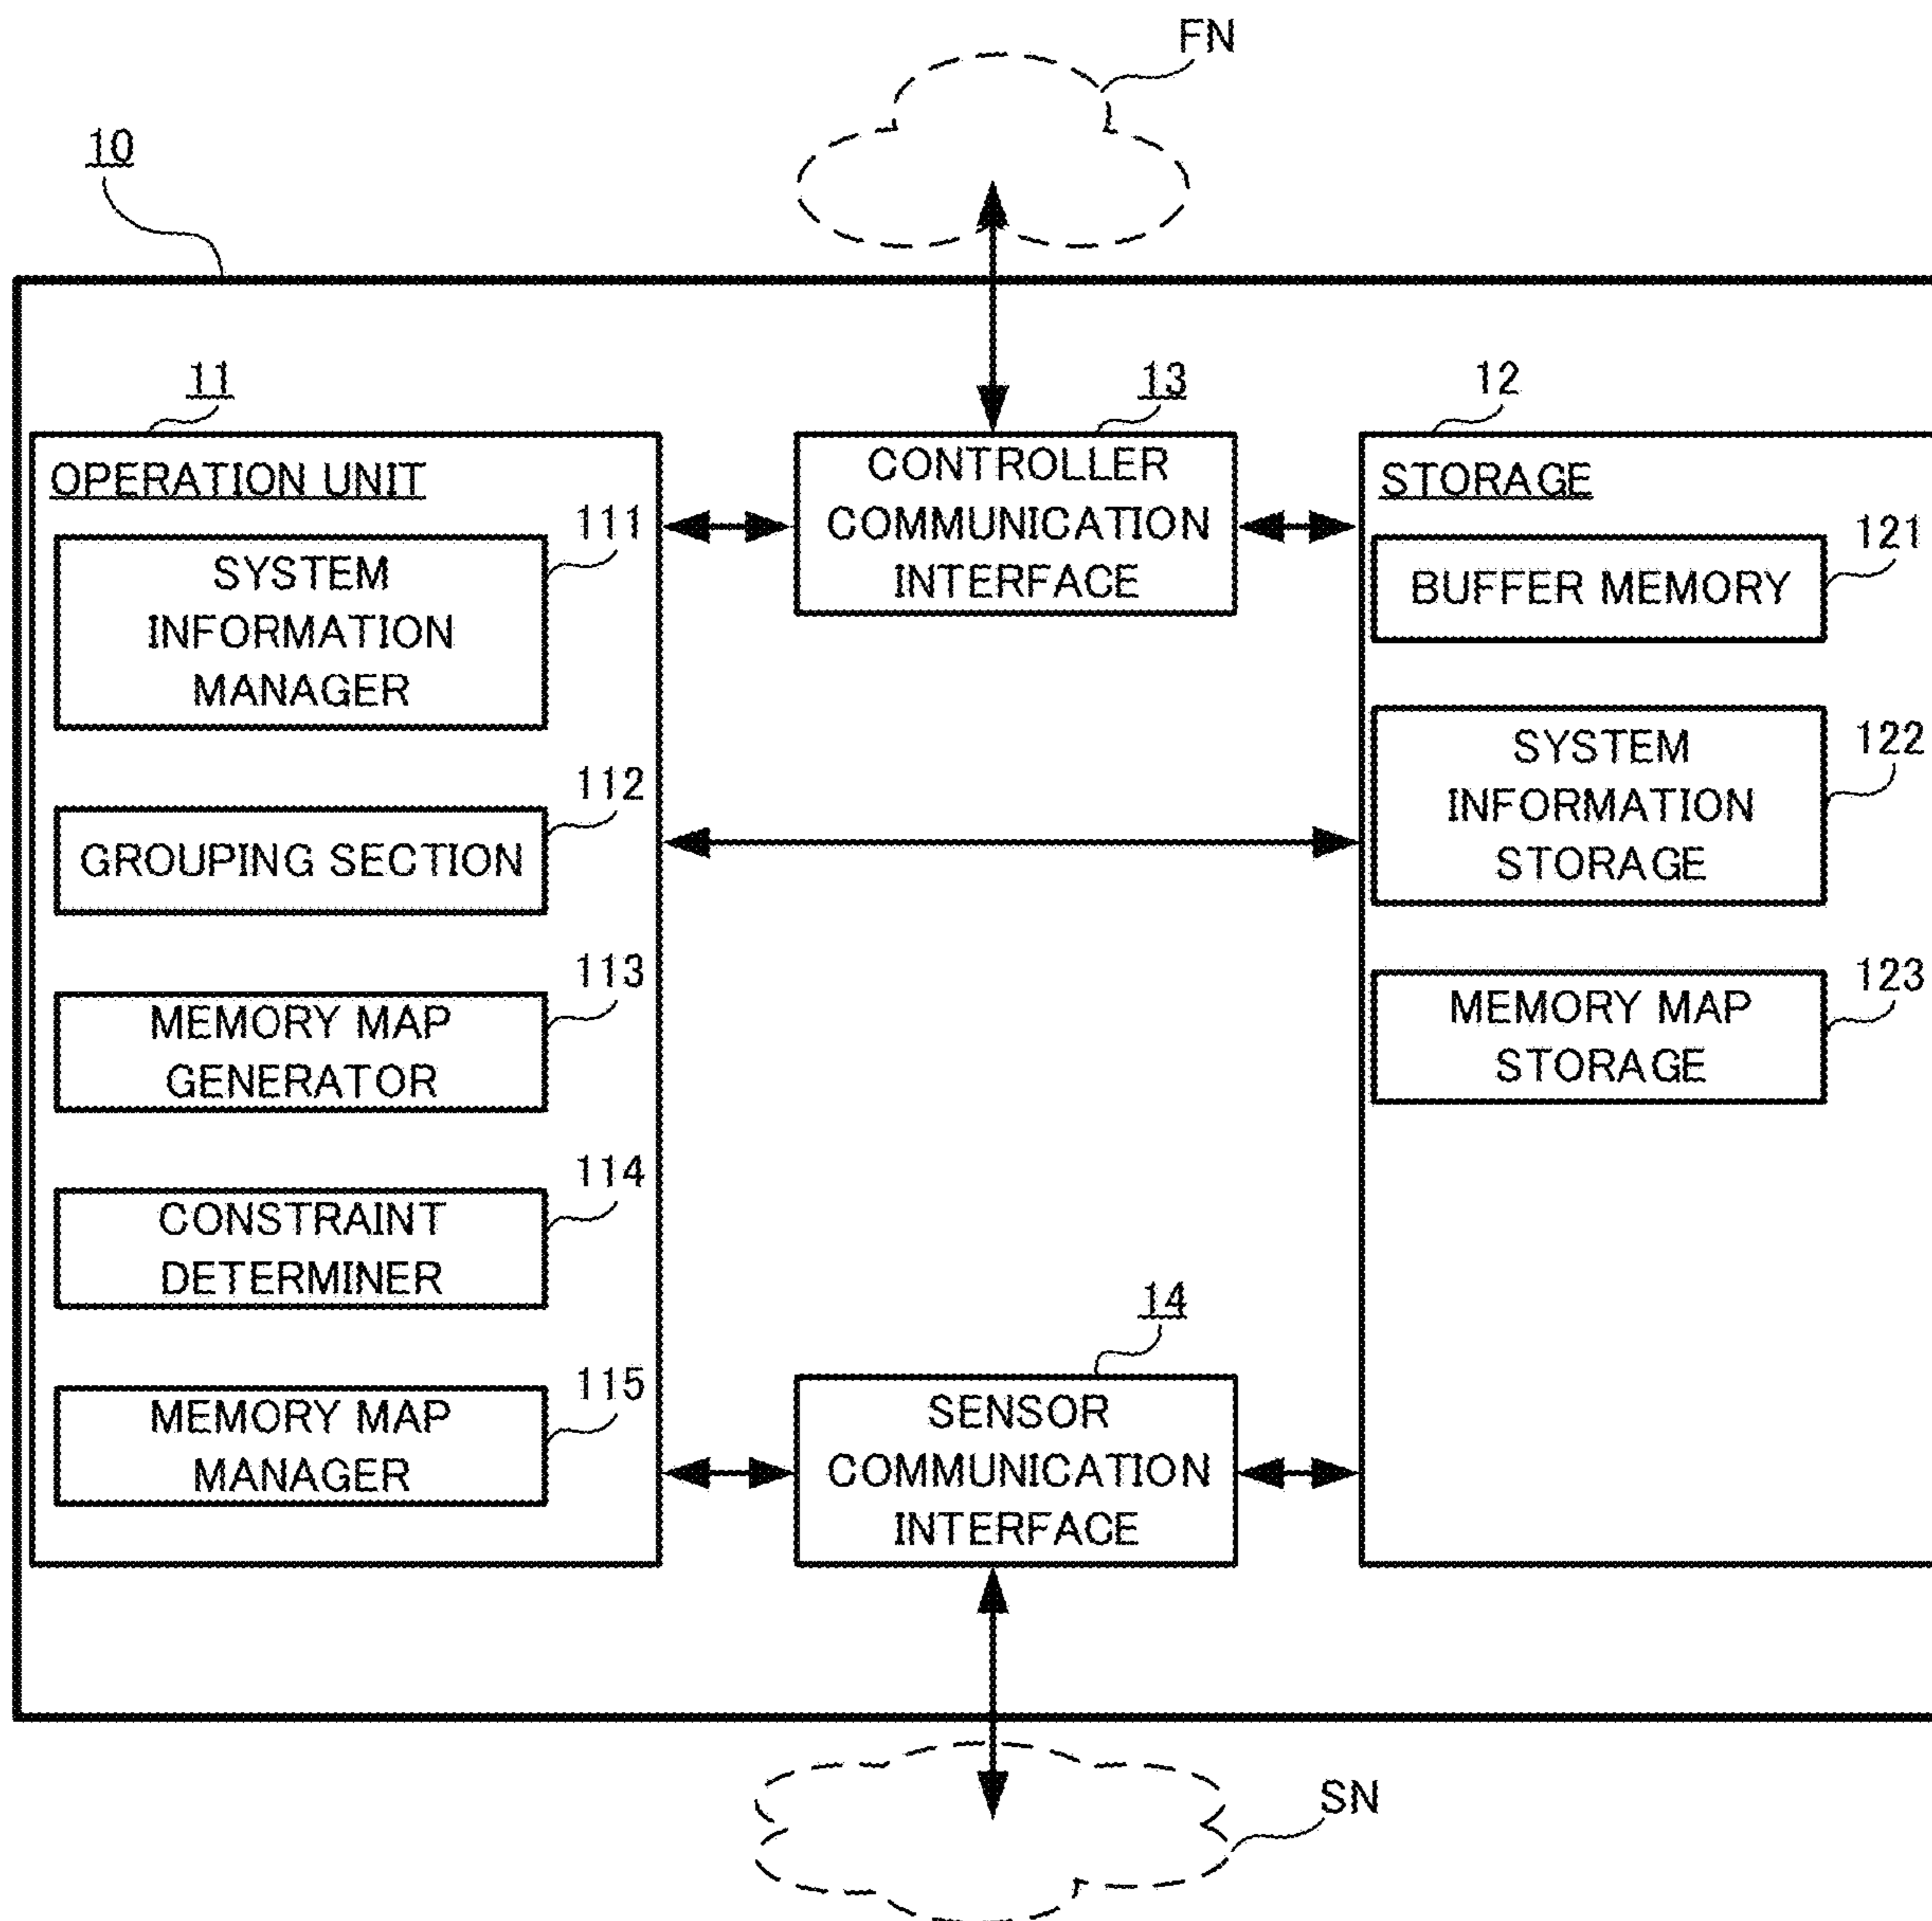 FN
10
11
13
12
OPERATION UNIT
111
SYSTEM
INFORMATION
MANAGER
112
GROUPING SECTION
113
MEMORY MAP
GENERATOR
114
CONSTRAINT
DETERMINER
115
MEMORY MAP
MANAGER
CONTROLLER
COMMUNICATION
INTERFACE
14
SENSOR
COMMUNICATION
INTERFACE
STORAGE
121
BUFFER MEMORY
122
SYSTEM
INFORMATION
STORAGE
123
MEMORY MAP
STORAGE
SN